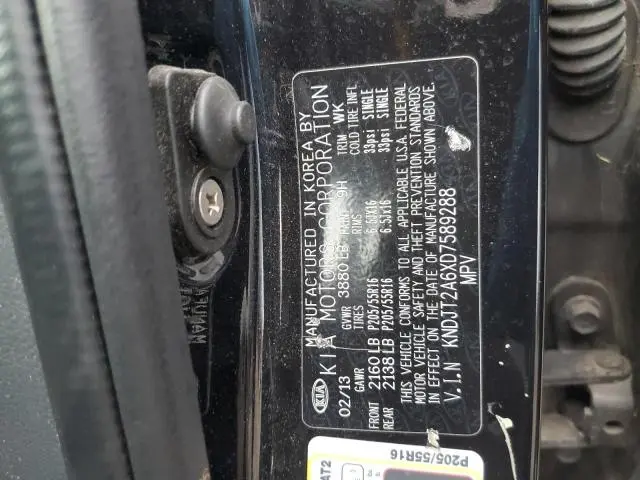 KIA MANUFACTURED IN KOREA BY
KIA MOTORS CORPORATION
02/13 GVWR 3880 LB PAINT 9H TRIM WK
GAWR TIRES RIMS COLD TIRE INFL
FRONT 2160 LB P205/55R16 6.5JX16 33psi SINGLE
REAR 2138 LB P205/55R16 6.5JX16 33psi SINGLE
THIS VEHICLE CONFORMS TO ALL APPLICABLE U.S.A. FEDERAL
MOTOR VEHICLE SAFETY AND THEFT PREVENTION STANDARDS
IN EFFECT ON THE DATE OF MANUFACTURE SHOWN ABOVE.
V.I.N KNDJT2A6XD7589288
MPV
P205/55R16